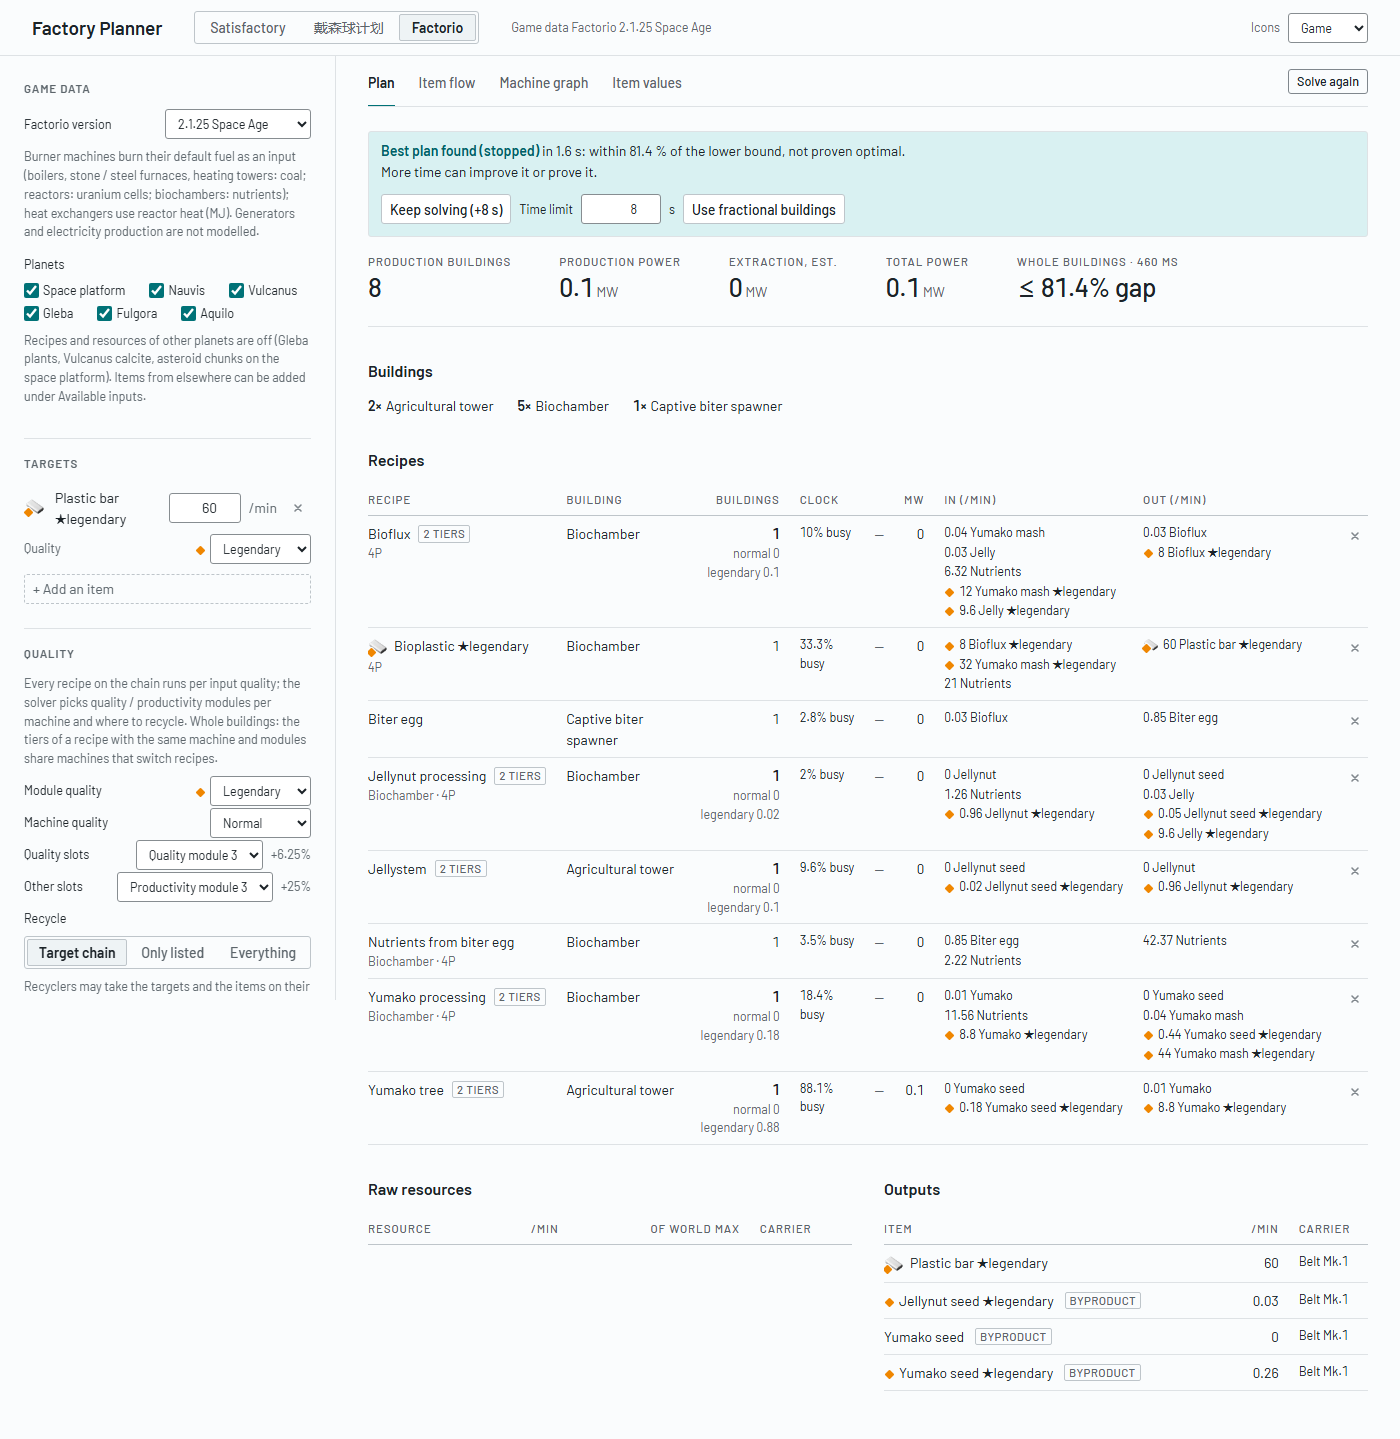 Factory Planner
Satisfactory
戴森球计划
Factorio
Game data Factorio 2.1.25 Space Age
Icons
Game
GAME DATA
Factorio version
2.1.25 Space Age
Burner machines burn their default fuel as an input
(boilers, stone / steel furnaces, heating towers: coal;
reactors: uranium cells; biochambers: nutrients);
heat exchangers use reactor heat (MJ). Generators
and electricity production are not modelled.
Planets
Space platform
Nauvis
Vulcanus
Gleba
Fulgora
Aquilo
Recipes and resources of other planets are off (Gleba
plants, Vulcanus calcite, asteroid chunks on the
space platform). Items from elsewhere can be added
under Available inputs.
TARGETS
Plastic bar
★legendary
60
/min
×
Quality
Legendary
+ Add an item
QUALITY
Every recipe on the chain runs per input quality; the
solver picks quality / productivity modules per
machine and where to recycle. Whole buildings: the
tiers of a recipe with the same machine and modules
share machines that switch recipes.
Module quality
Legendary
Machine quality
Normal
Quality slots
Quality module 3
+6.25%
Other slots
Productivity module 3
+25%
Recycle
Target chain
Only listed
Everything
Recyclers may take the targets and the items on their
Plan
Item flow
Machine graph
Item values
Solve again
Best plan found (stopped) in 1.6 s: within 81.4 % of the lower bound, not proven optimal.
More time can improve it or prove it.
Keep solving (+8 s)
Time limit
8
s
Use fractional buildings
PRODUCTION BUILDINGS
8
PRODUCTION POWER
0.1 MW
EXTRACTION, EST.
0 MW
TOTAL POWER
0.1 MW
WHOLE BUILDINGS · 460 MS
≤ 81.4% gap
Buildings
2× Agricultural tower
5× Biochamber
1× Captive biter spawner
Recipes
RECIPE BUILDING BUILDINGS CLOCK MW IN (/MIN) OUT (/MIN)
Bioflux 2 TIERS
4P
Biochamber
1
normal 0
legendary 0.1
10% busy
—
0
0.04 Yumako mash
0.03 Jelly
6.32 Nutrients
12 Yumako mash ★legendary
9.6 Jelly ★legendary
0.03 Bioflux
8 Bioflux ★legendary
×
Bioplastic ★legendary
4P
Biochamber
1
33.3%
busy
—
0
8 Bioflux ★legendary
32 Yumako mash ★legendary
21 Nutrients
60 Plastic bar ★legendary
×
Biter egg
Captive biter
spawner
1
2.8% busy
—
0
0.03 Bioflux
0.85 Biter egg
×
Jellynut processing 2 TIERS
Biochamber · 4P
Biochamber
1
normal 0
legendary 0.02
2% busy
—
0
0 Jellynut
1.26 Nutrients
0.96 Jellynut ★legendary
0 Jellynut seed
0.03 Jelly
0.05 Jellynut seed ★legendary
9.6 Jelly ★legendary
×
Jellystem 2 TIERS
Agricultural tower
1
normal 0
legendary 0.1
9.6% busy
—
0
0 Jellynut seed
0.02 Jellynut seed ★legendary
0 Jellynut
0.96 Jellynut ★legendary
×
Nutrients from biter egg
Biochamber · 4P
Biochamber
1
3.5% busy
—
0
0.85 Biter egg
2.22 Nutrients
42.37 Nutrients
×
Yumako processing 2 TIERS
Biochamber · 4P
Biochamber
1
normal 0
legendary 0.18
18.4%
busy
—
0
0.01 Yumako
11.56 Nutrients
8.8 Yumako ★legendary
0 Yumako seed
0.04 Yumako mash
0.44 Yumako seed ★legendary
44 Yumako mash ★legendary
×
Yumako tree 2 TIERS
Agricultural tower
1
normal 0
legendary 0.88
88.1%
busy
—
0.1
0 Yumako seed
0.18 Yumako seed ★legendary
0.01 Yumako
8.8 Yumako ★legendary
×
Raw resources
RESOURCE /MIN OF WORLD MAX CARRIER
Outputs
ITEM /MIN CARRIER
Plastic bar ★legendary 60 Belt Mk.1
Jellynut seed ★legendary BYPRODUCT 0.03 Belt Mk.1
Yumako seed BYPRODUCT 0 Belt Mk.1
Yumako seed ★legendary BYPRODUCT 0.26 Belt Mk.1